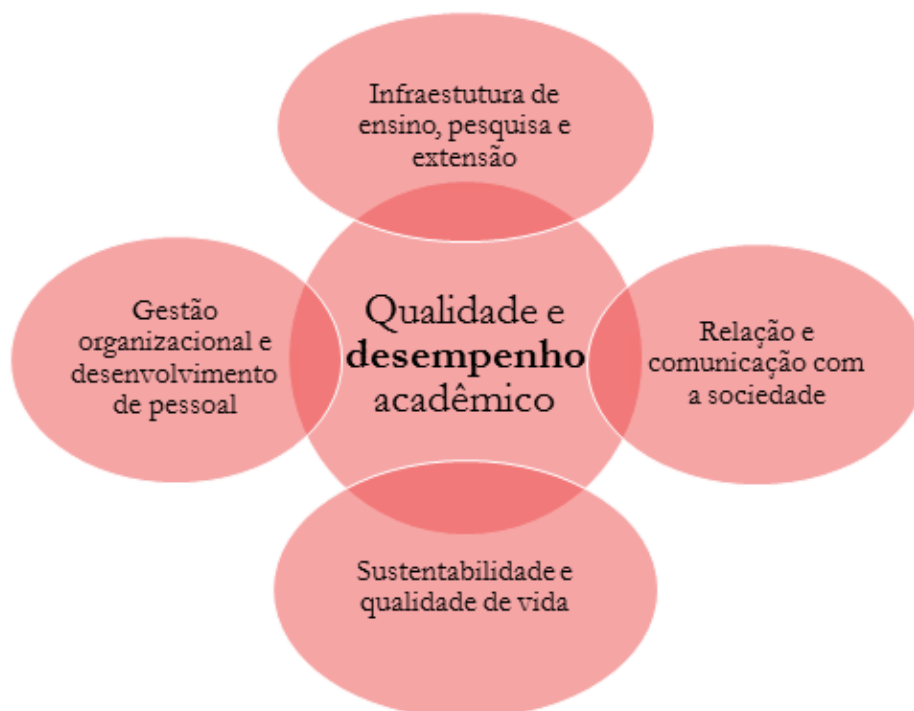 Infraestutura de
ensino, pesquisa e
extensão
Gestão
organizacional e
desenvolvimento
de pessoal
Qualidade e
desempenho
acadêmico
Relação e
comunicação com
a sociedade
Sustentabilidade e
qualidade de vida